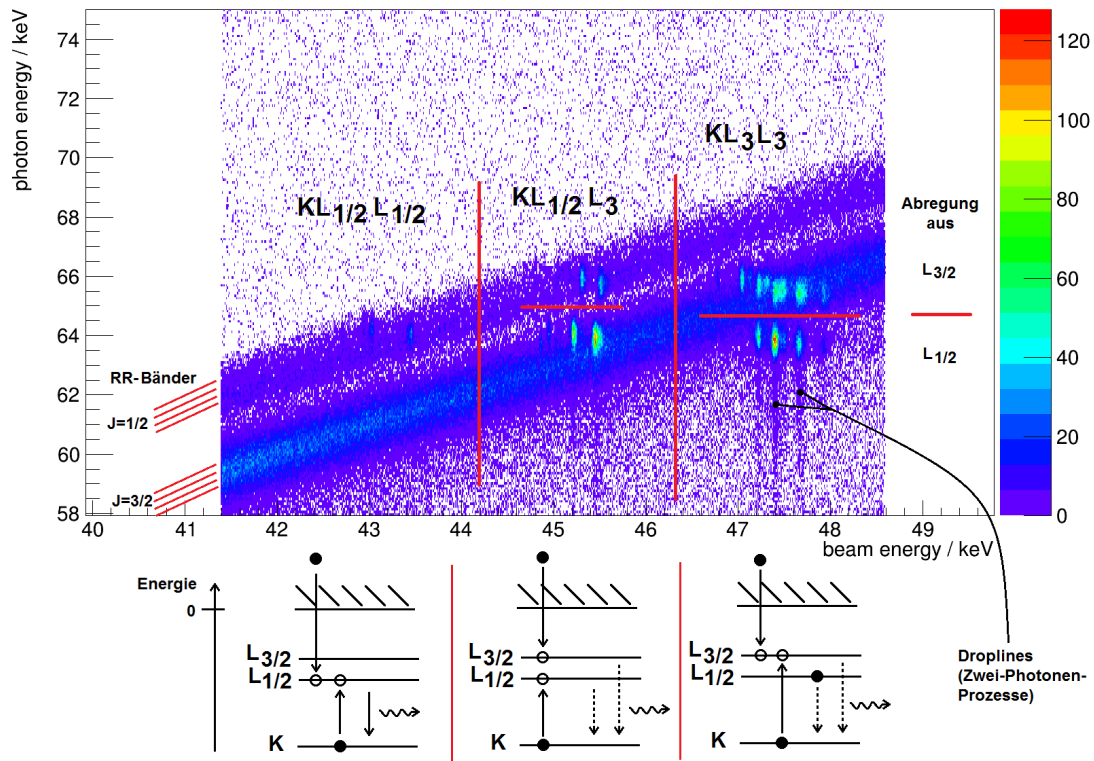 photon energy / keV
74
72
70
68
66
64
62
60
58
40
41
42
43
44
45
46
47
48
49
beam energy / keV
120
100
80
60
40
20
0
KL1/2 L1/2
KL1/2 L3
KL3L3
Abregung
aus
L3/2
L1/2
RR-Bänder
J=1/2
J=3/2
Energie
0
L3/2
L1/2
K
L3/2
L1/2
K
L3/2
L1/2
K
Droplines
(Zwei-Photonen-
Prozesse)